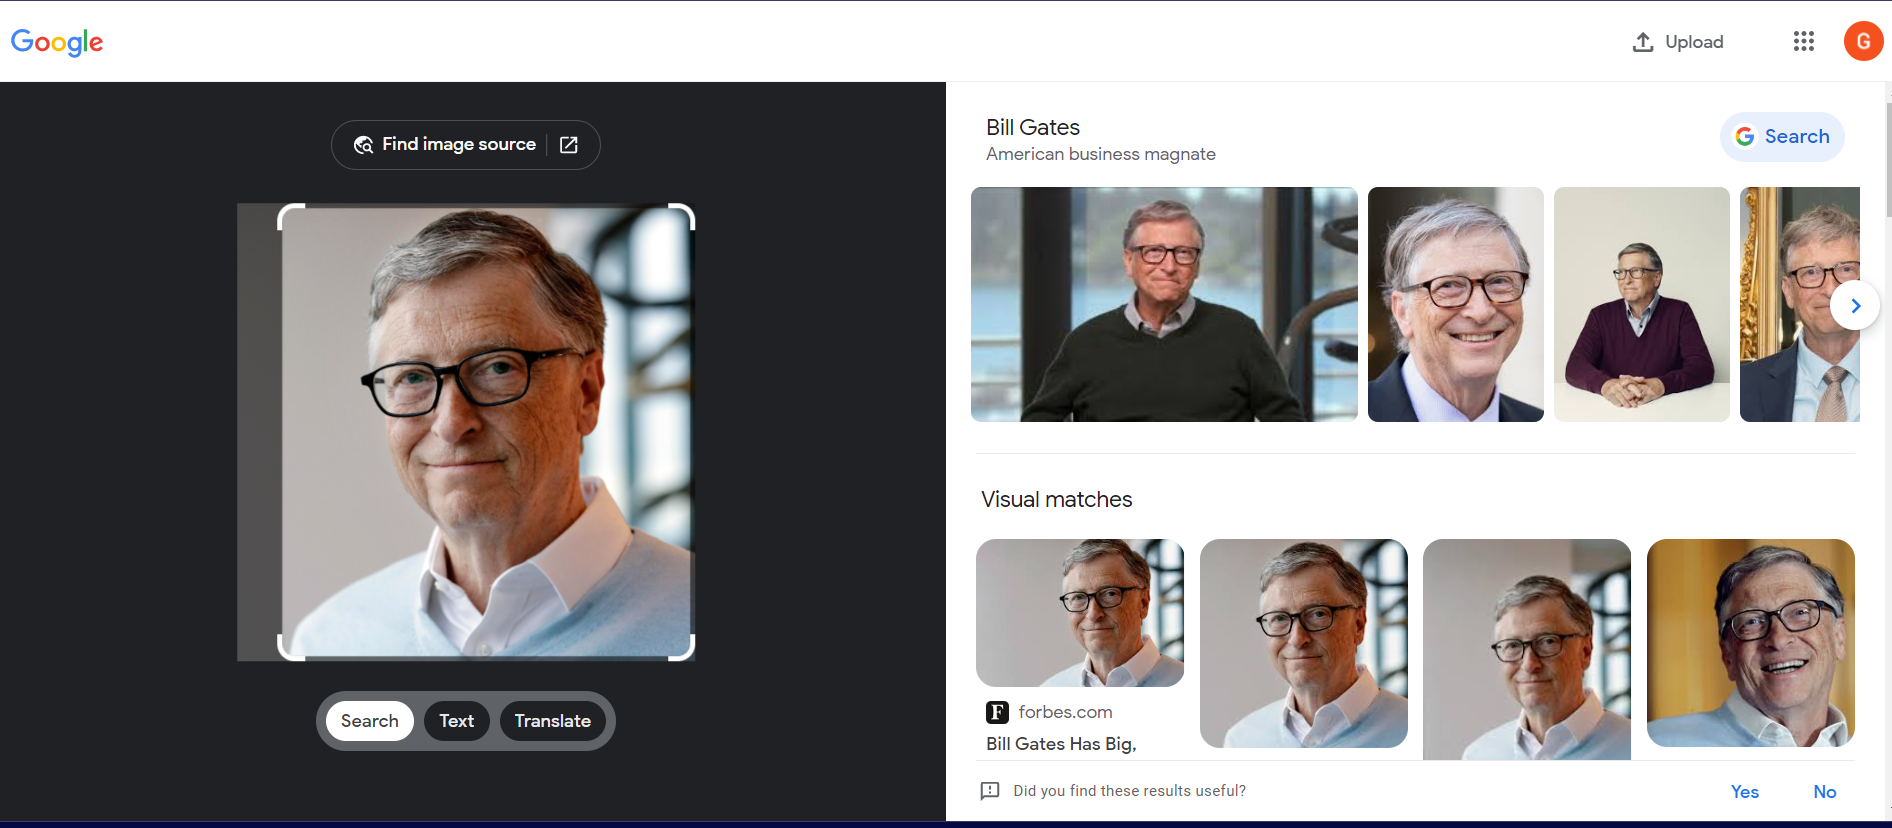 Google
Upload
G
Find image source
Search
Text
Translate
Bill Gates
American business magnate
Search
Visual matches
F forbes.com
Bill Gates Has Big,
Did you find these results useful?
Yes
No